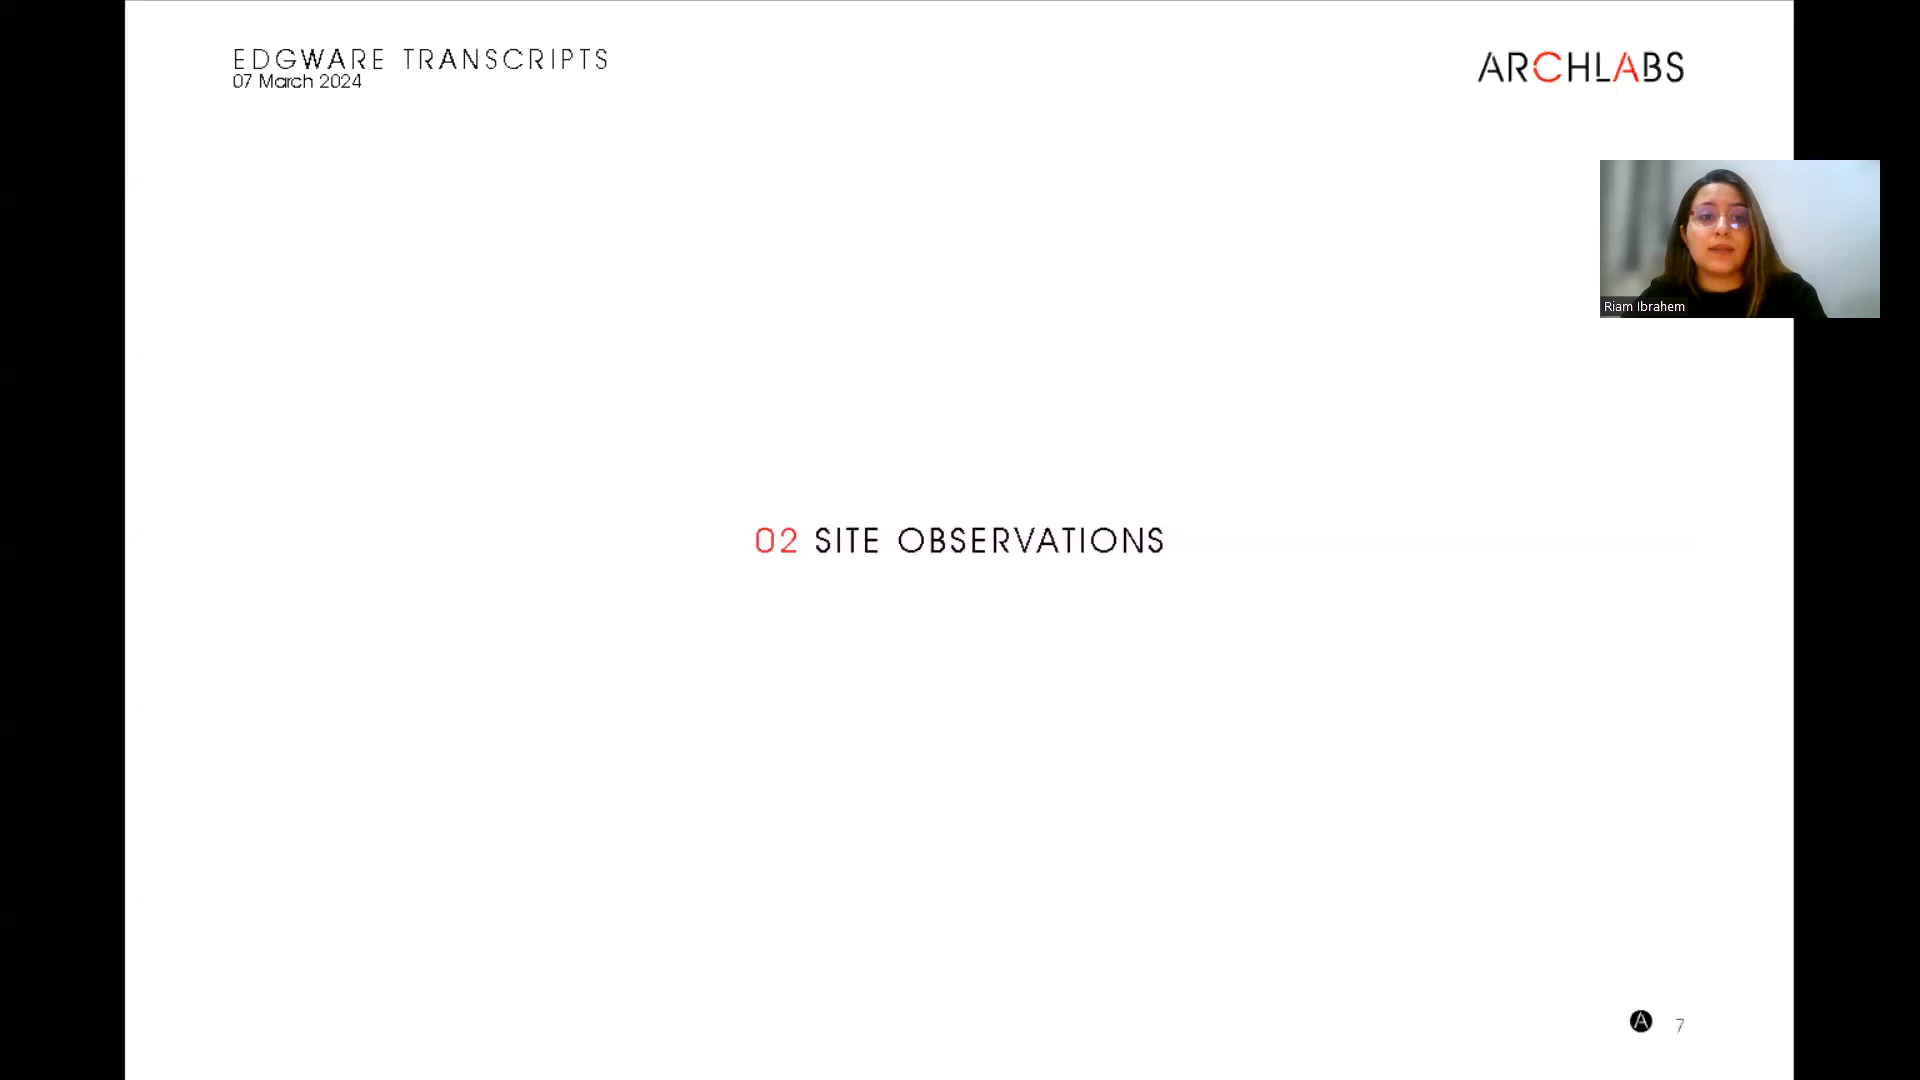 EDGWARE TRANSCRIPTS
07 March 2024
ARCHLABS
Riam Ibrahem
02 SITE OBSERVATIONS
A 7